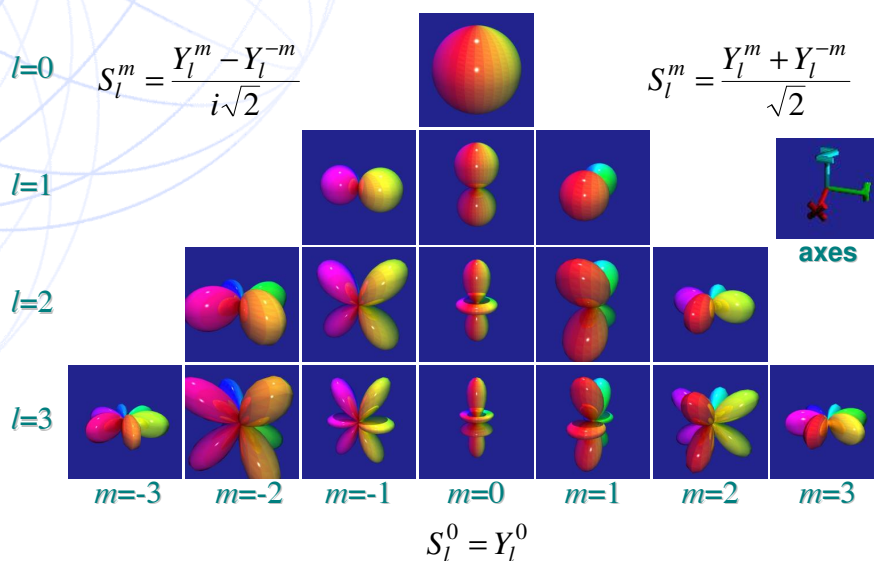 l=0
S_l^m = (Y_l^m − Y_l^{-m}) / (i√2)
S_l^m = (Y_l^m + Y_l^{-m}) / √2
l=1
Z
Y
X
axes
l=2
l=3
m=-3 m=-2 m=-1 m=0 m=1 m=2 m=3
S_l^0 = Y_l^0